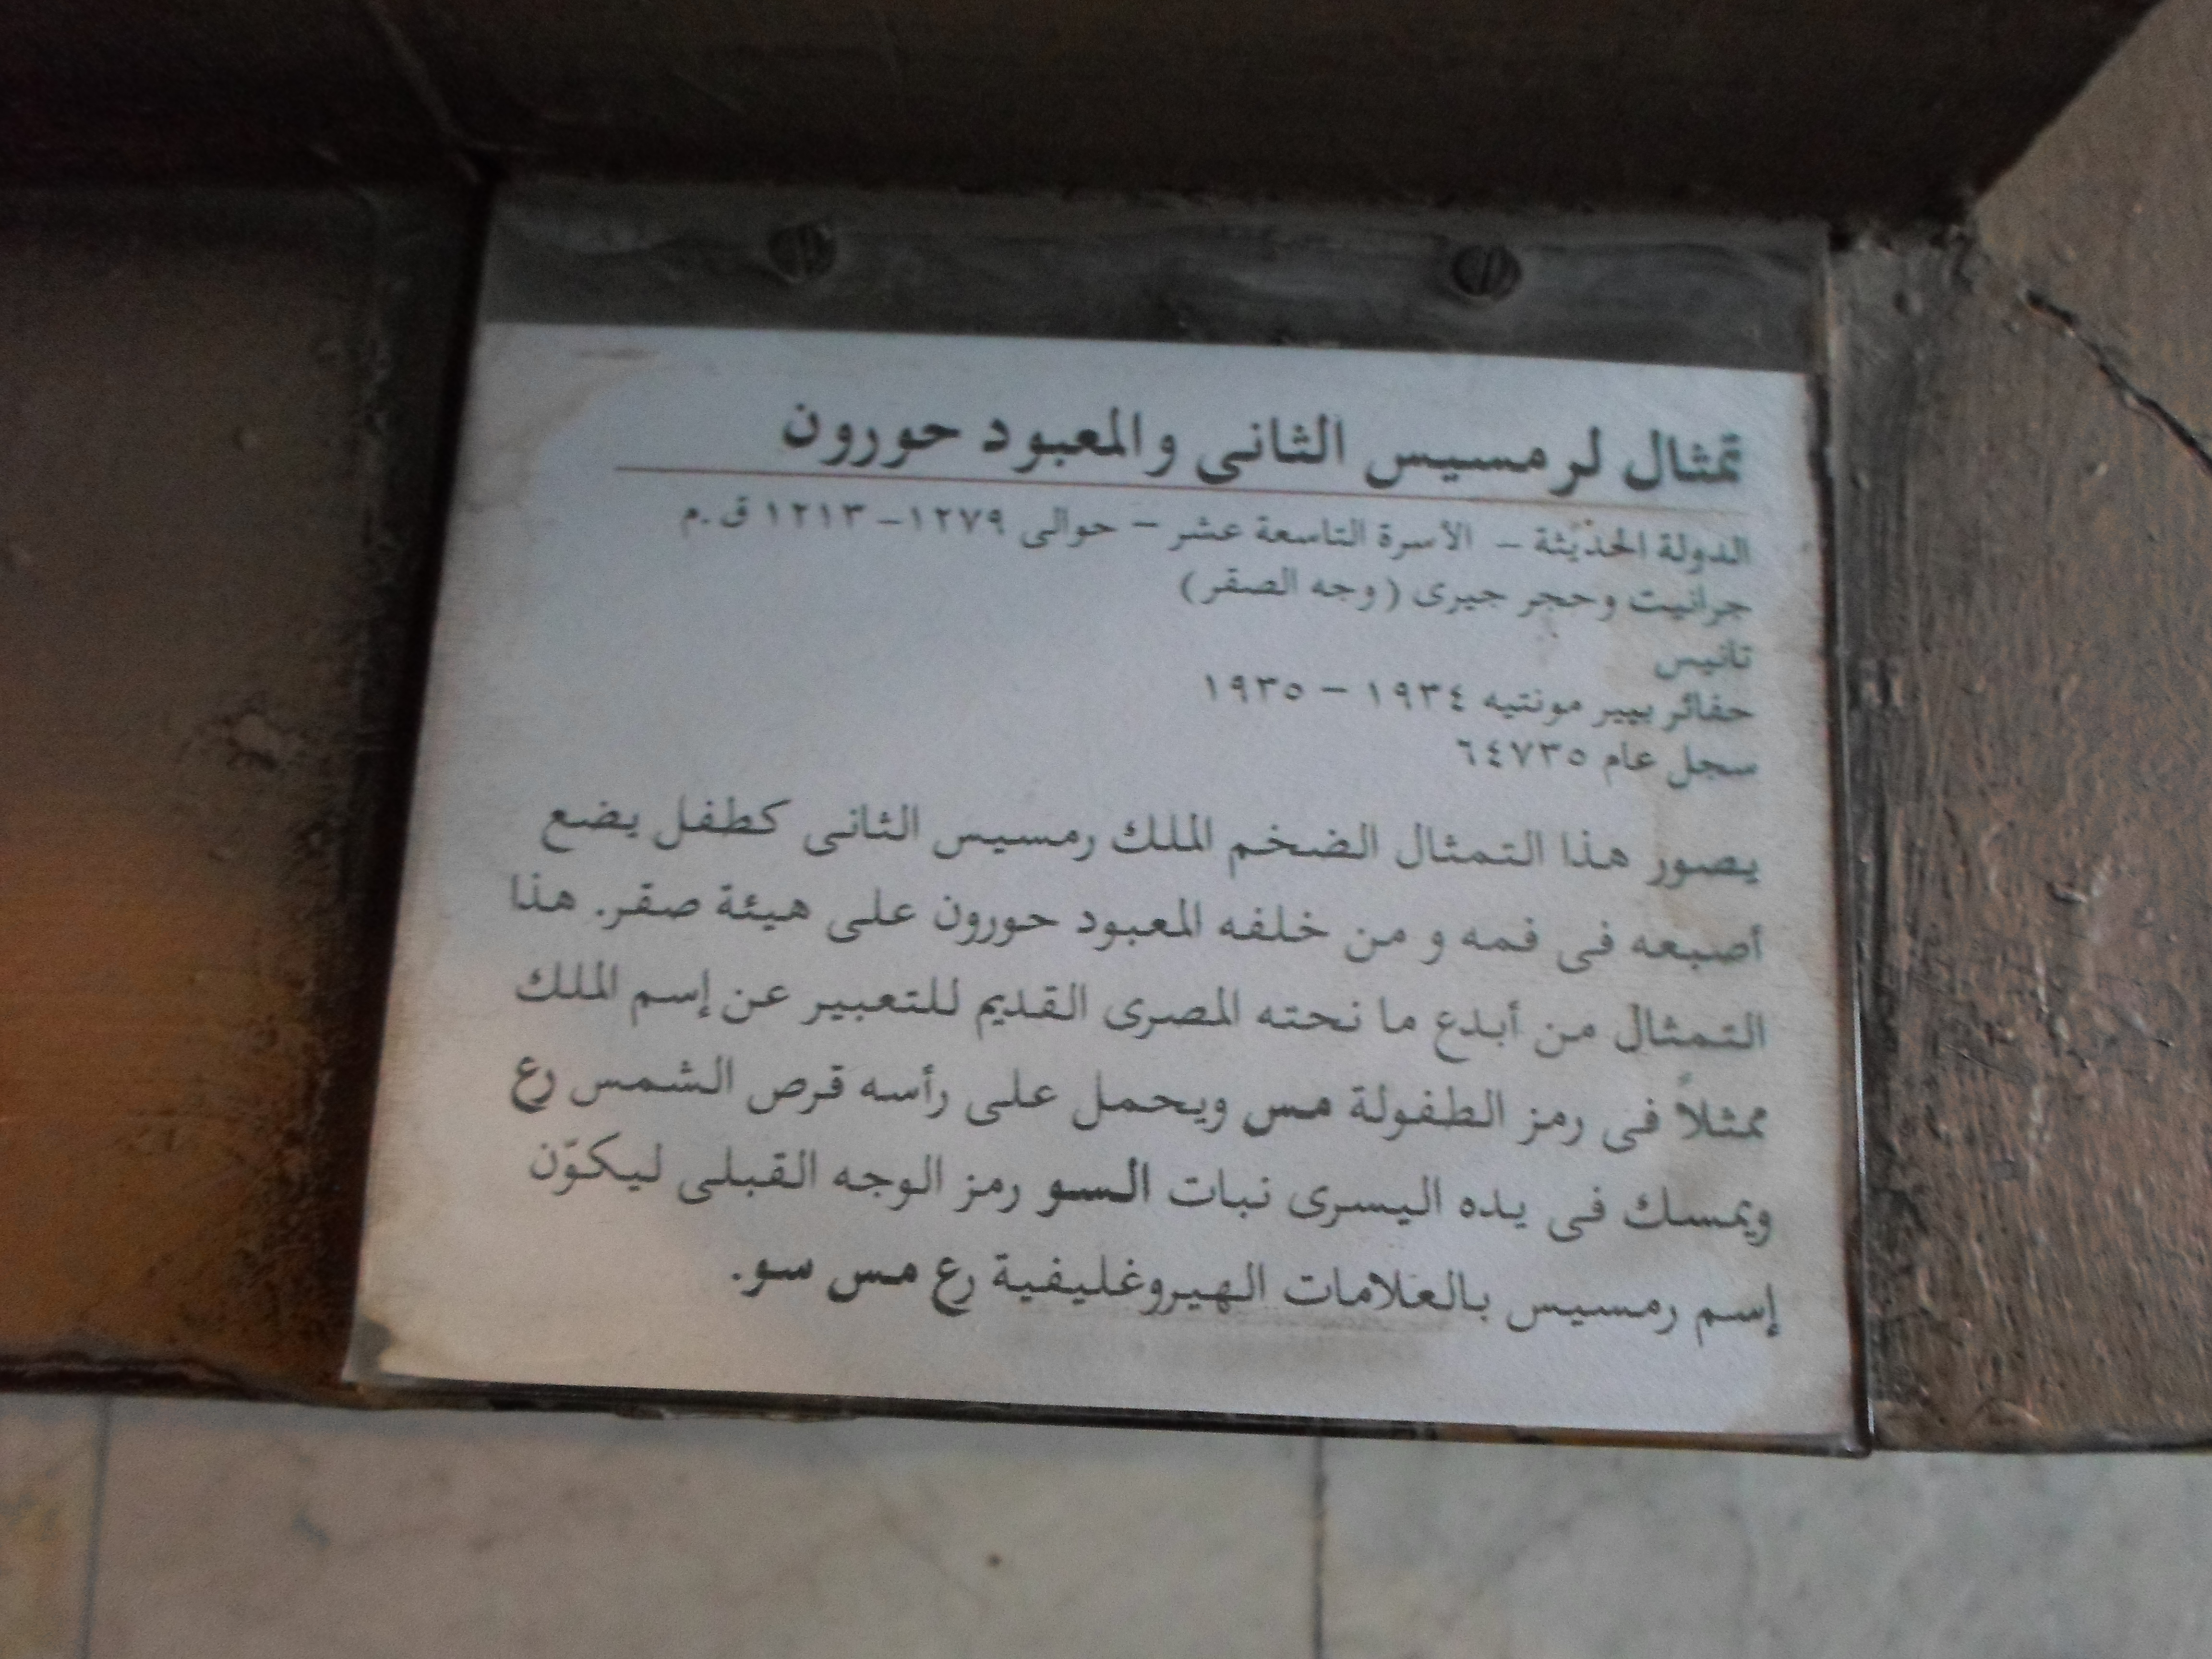 تمثال لرمسيس الثانى والمعبود حورون
الدولة الحديثة – الأسرة التاسعة عشر – حوالى ١٢٧٩– ١٢١٣ ق.م
جرانيت وحجر جيرى (وجه الصقر)
تانيس
حفائر بيير مونتيه ١٩٣٤ – ١٩٣٥
سجل عام ٦٤٧٣٥
يصور هذا التمثال الضخم الملك رمسيس الثانى كطفل يضع
أصبعه فى فمه و من خلفه المعبود حورون على هيئة صقر. هذا
التمثال من أبدع ما نحته المصرى القديم للتعبير عن إسم الملك
ممثلاً فى رمز الطفولة مس ويحمل على رأسه قرص الشمس رع
ويمسك فى يده اليسرى نبات السو رمز الوجه القبلى ليكوّن
إسم رمسيس بالعلامات الهيروغليفية رع مس سو.